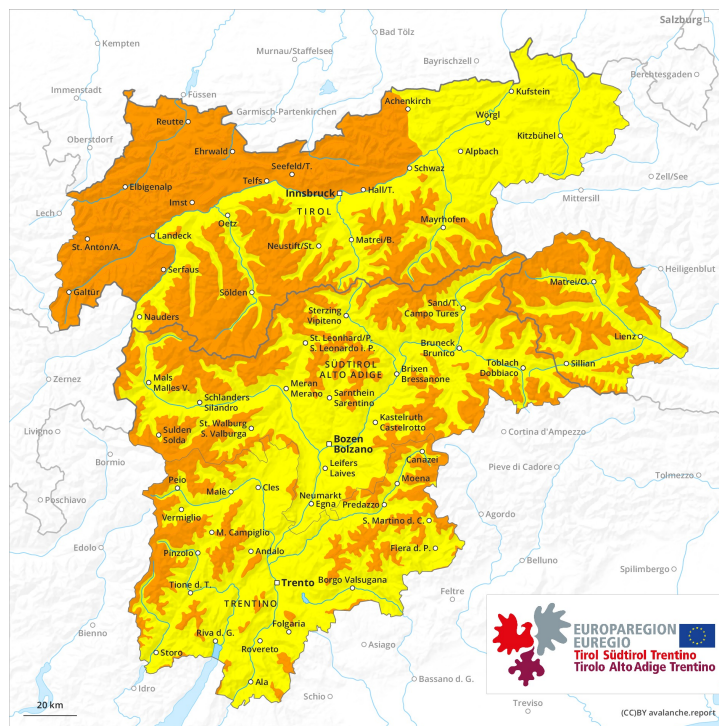 Salzburg
Kempten
Bad Tölz
Murnau/Staffelsee
Bayrischzell
Berchtesgaden
Immenstadt
Füssen
Garmisch-Partenkirchen
Achenkirch
Kufstein
Reutte
Wörgl
Oberstdorf
Ehrwald
Kitzbühel
Seefeld/T.
Alpbach
Telfs
Schwaz
Zell/See
Elbigenalp
Innsbruck
Hall/T.
Mittersill
Imst
Lech
TIROL
Oetz
Mayrhofen
Landeck
Neustift/St.
Matrei/B.
St. Anton/A.
Serfaus
Heiligenblut
Galtür
Sölden
Matrei/O.
Nauders
Sterzing
Vipiteno
Sand/T.
Campo Tures
Lienz
St. Leonhard/P.
S. Leonardo i. P.
Bruneck
Brunico
SÜDTIROL
ALTO ADIGE
Toblach
Dobbiaco
Sillian
Zernez
Mals
Malles V.
Meran
Merano
Brixen
Bressanone
Schlanders
Silandro
Sarnthein
Sarentino
St. Walburg
S. Valburga
Kastelruth
Castelrotto
Livigno
Sulden
Solda
Bozen
Bolzano
Cortina d'Ampezzo
Bormio
Canazei
Leifers
Laives
Pieve di Cadore
Tolmezzo
Peio
Moena
Malè
Cles
Neumarkt
Egna
Predazzo
Poschiavo
Vermiglio
Agordo
S. Martino d. C.
M. Campiglio
Edolo
Pinzolo
Andalo
Fiera d. P.
Belluno
Spilimbergo
Tione d. T.
Trento
Borgo Valsugana
Feltre
TRENTINO
Folgaria
Bienno
Riva d. G.
Rovereto
Asiago
Storo
Ala
Bassano d. G.
Idro
Schio
Treviso
EUROPAREGION
EUREGIO
Tirol Südtirol Trentino
Tirolo Alto Adige Trentino
20 km
(CC)BY avalanche.report